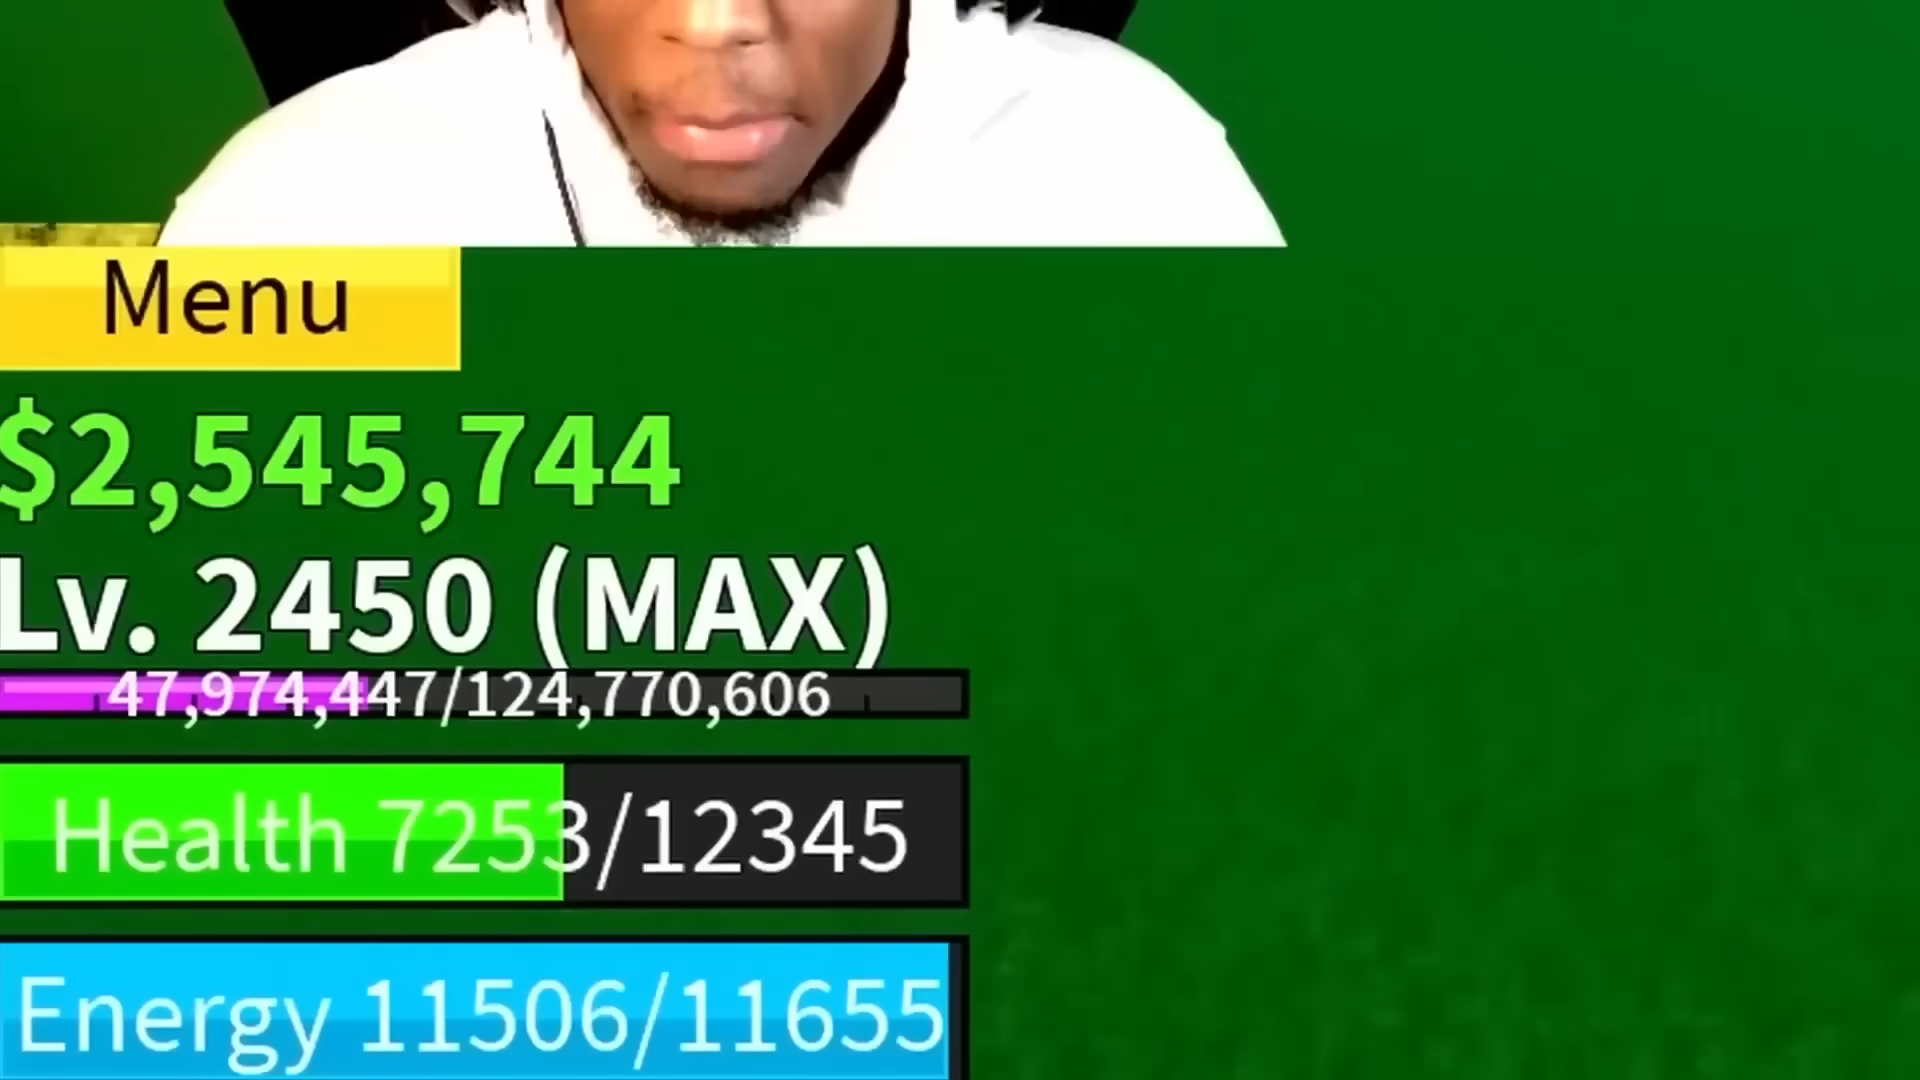 Menu
$2,545,744
Lv. 2450 (MAX)
47,974,447/124,770,606
Health 7253/12345
Energy 11506/11655